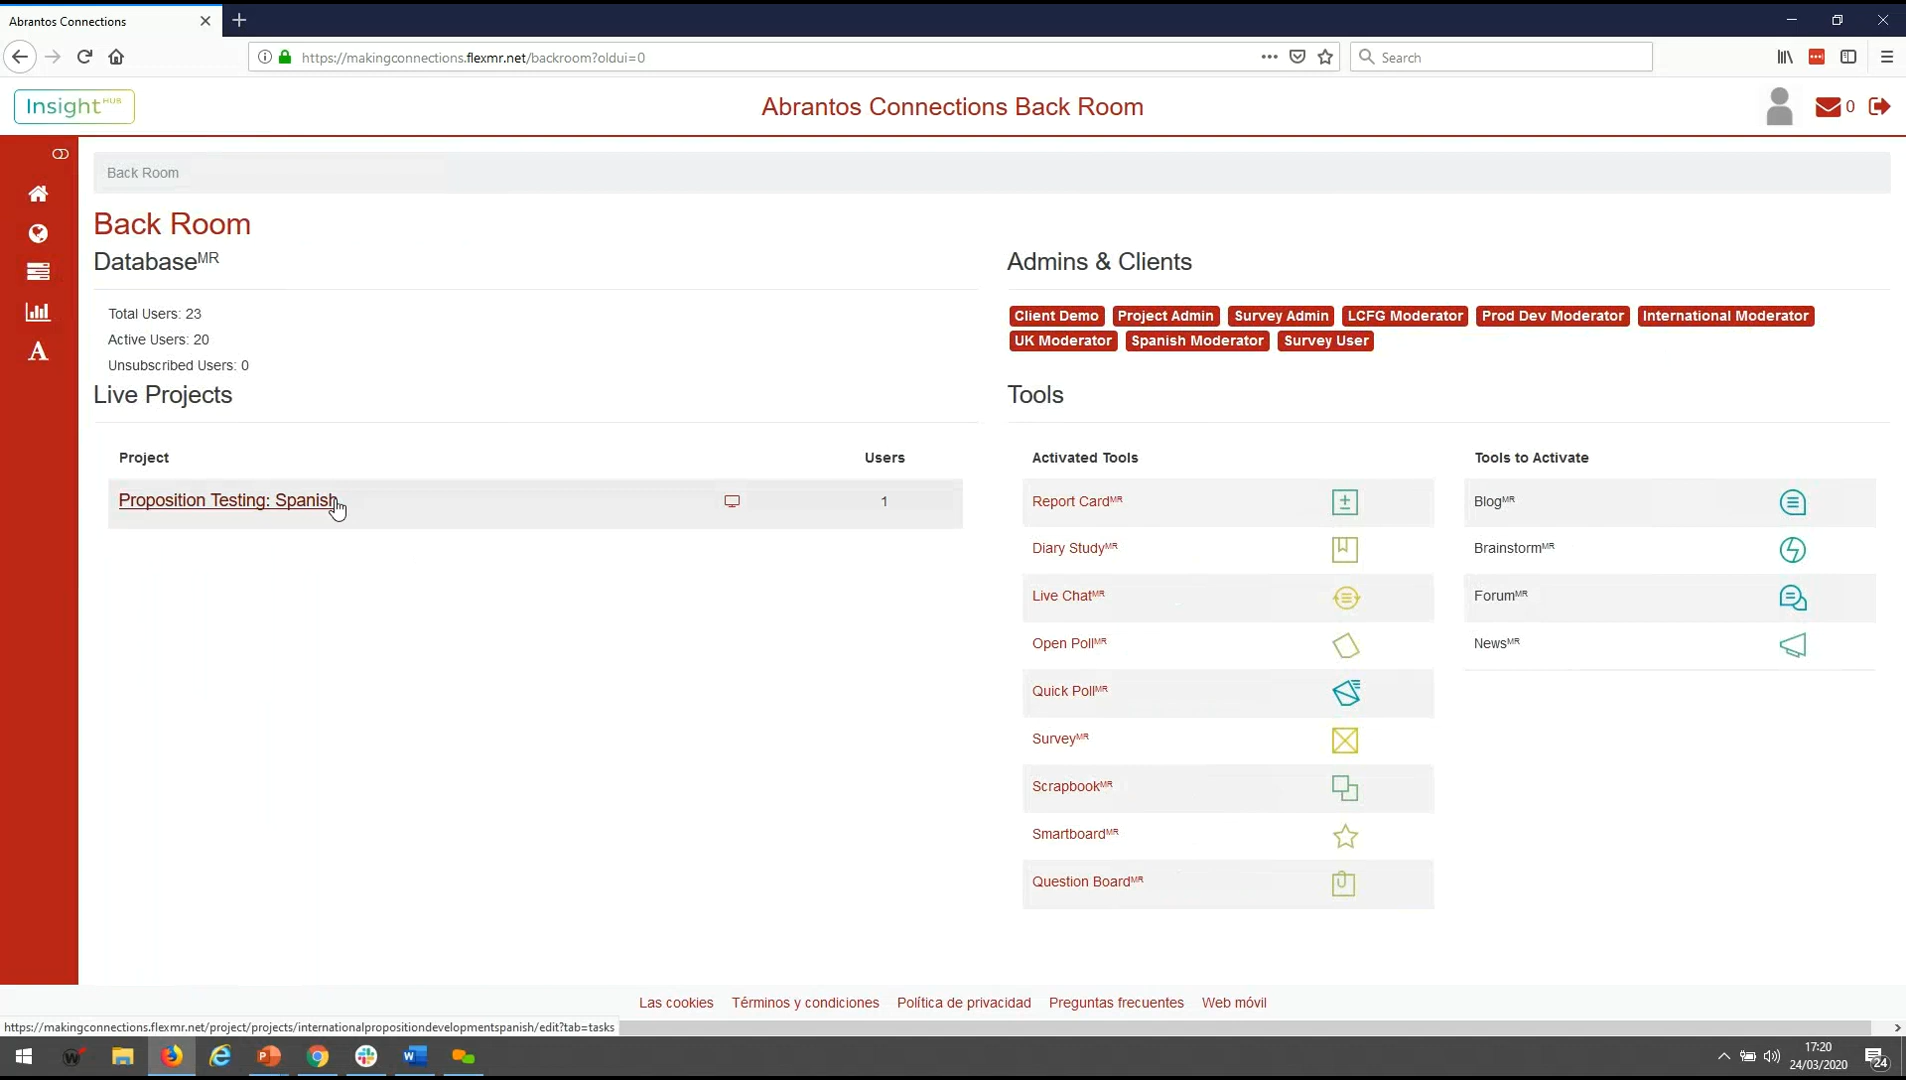 Abrantos Connections
https://makingconnections.flexmr.net/backroom?oldui=0
Search
Insight HUB
Abrantos Connections Back Room
0
Back Room
Back Room
DatabaseMR
Total Users: 23
Active Users: 20
Unsubscribed Users: 0
Admins & Clients
Client Demo Project Admin Survey Admin LCFG Moderator Prod Dev Moderator International Moderator
UK Moderator Spanish Moderator Survey User
Live Projects
Project Users
Proposition Testing: Spanish 1
Tools
Activated Tools
Report CardMR
Diary StudyMR
Live ChatMR
Open PollMR
Quick PollMR
SurveyMR
ScrapbookMR
SmartboardMR
Question BoardMR
Tools to Activate
BlogMR
BrainstormMR
ForumMR
NewsMR
Las cookies Términos y condiciones Política de privacidad Preguntas frecuentes Web móvil
https://makingconnections.flexmr.net/project/projects/internationalpropositiondevelopmentspanish/edit?tab=tasks
17:20
24/03/2020
24